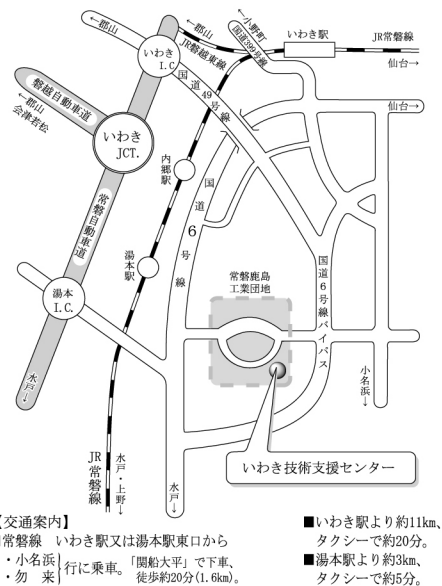 ←郡山
←郡山
←小野町
国道399号線
いわき駅
JR常磐線
仙台→
いわき
I.C
JR磐越東線
国道49号線
仙台→
磐越自動車道
←郡山
会津若松
いわき
JCT.
内郷駅
国道6号線
常磐自動車道
湯本駅
常磐鹿島
工業団地
国道6号線バイパス
湯本
I.C.
小名浜→
水戸→
いわき技術支援センター
JR常磐線
水戸・上野→
水戸→
【交通案内】
常磐線 いわき駅又は湯本駅東口から
・小名浜
・勿 来
行に乗車。「関船大平」で下車、
徒歩約20分(1.6km)。
■いわき駅より約11km、
タクシーで約20分。
■湯本駅より約3km、
タクシーで約5分。